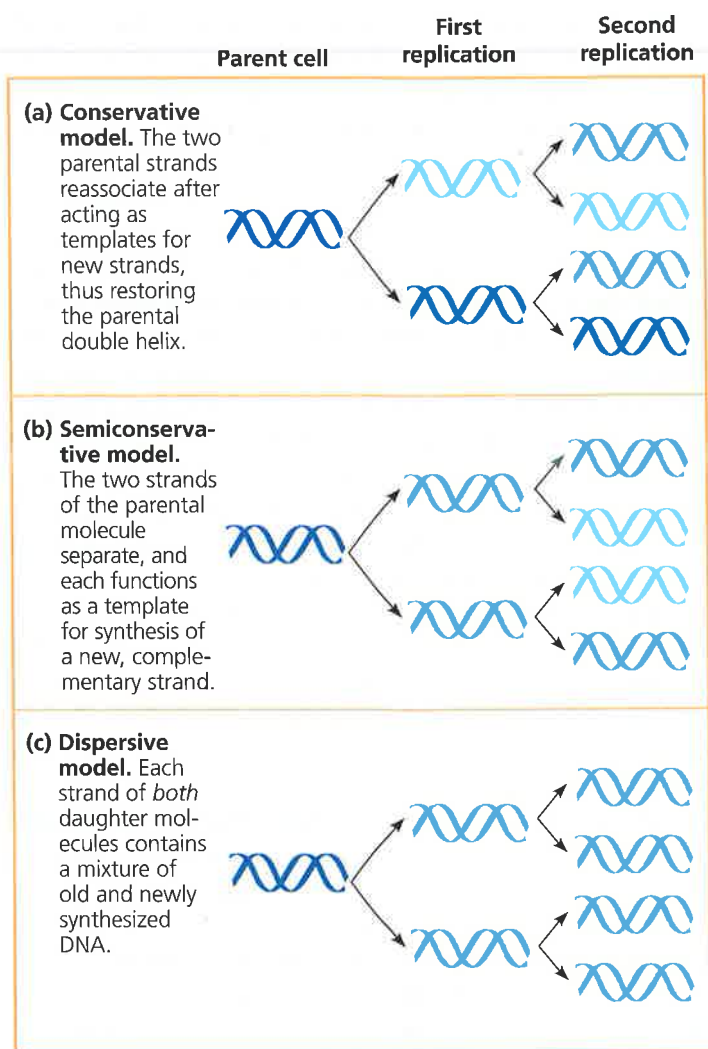 First
Second
Parent cell
replication
replication
(a) Conservative
model. The two
parental strands
reassociate after
acting as
templates for
new strands,
thus restoring
the parental
double helix.
(b) Semiconserva-
tive model.
The two strands
of the parental
molecule
separate, and
each functions
as a template
for synthesis of
a new, comple-
mentary strand.
(c) Dispersive
model. Each
strand of both
daughter mol-
ecules contains
a mixture of
old and newly
synthesized
DNA.